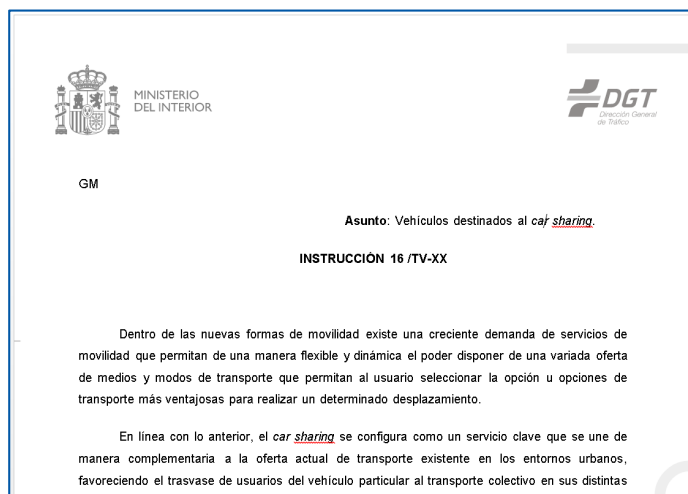 MINISTERIO
DEL INTERIOR
DGT
Dirección General
de Tráfico
GM
Asunto: Vehículos destinados al car sharing.
INSTRUCCIÓN 16 /TV-XX
Dentro de las nuevas formas de movilidad existe una creciente demanda de servicios de
movilidad que permitan de una manera flexible y dinámica el poder disponer de una variada oferta
de medios y modos de transporte que permitan al usuario seleccionar la opción u opciones de
transporte más ventajosas para realizar un determinado desplazamiento.
En línea con lo anterior, el car sharing se configura como un servicio clave que se une de
manera complementaria a la oferta actual de transporte existente en los entornos urbanos,
favoreciendo el trasvase de usuarios del vehículo particular al transporte colectivo en sus distintas